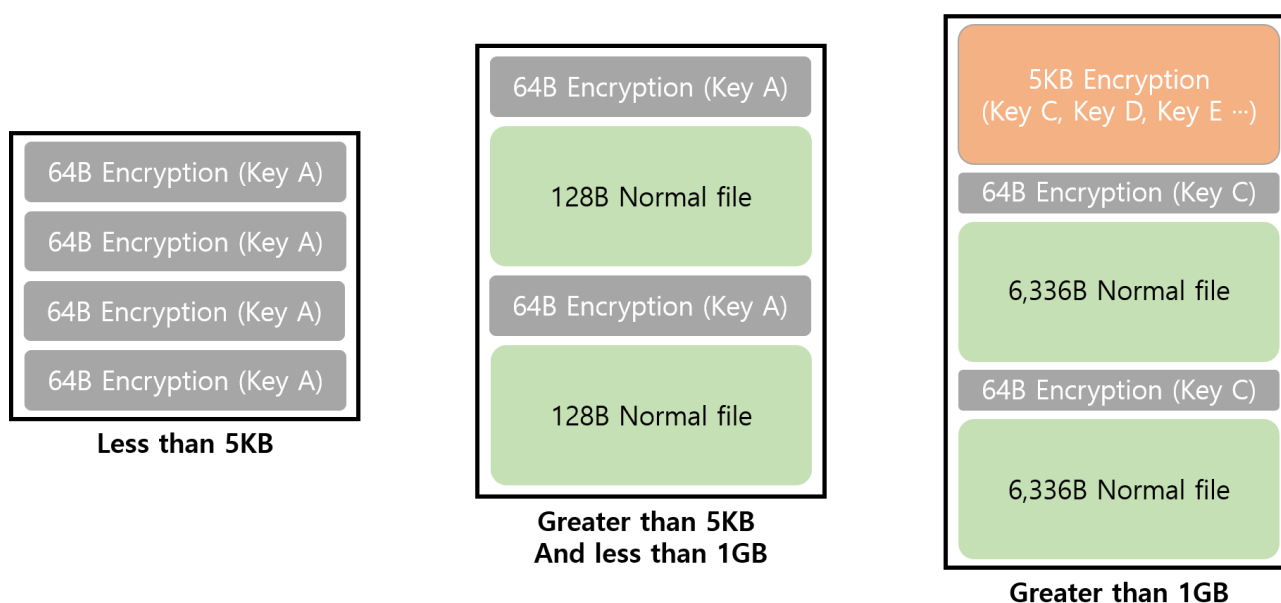 64B Encryption (Key A)
64B Encryption (Key A)
64B Encryption (Key A)
64B Encryption (Key A)
Less than 5KB
64B Encryption (Key A)
128B Normal file
64B Encryption (Key A)
128B Normal file
Greater than 5KB
And less than 1GB
5KB Encryption
(Key C, Key D, Key E ···)
64B Encryption (Key C)
6,336B Normal file
64B Encryption (Key C)
6,336B Normal file
Greater than 1GB